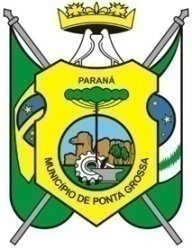 PARANÁ
MUNICÍPIO DE PONTA GROSSA